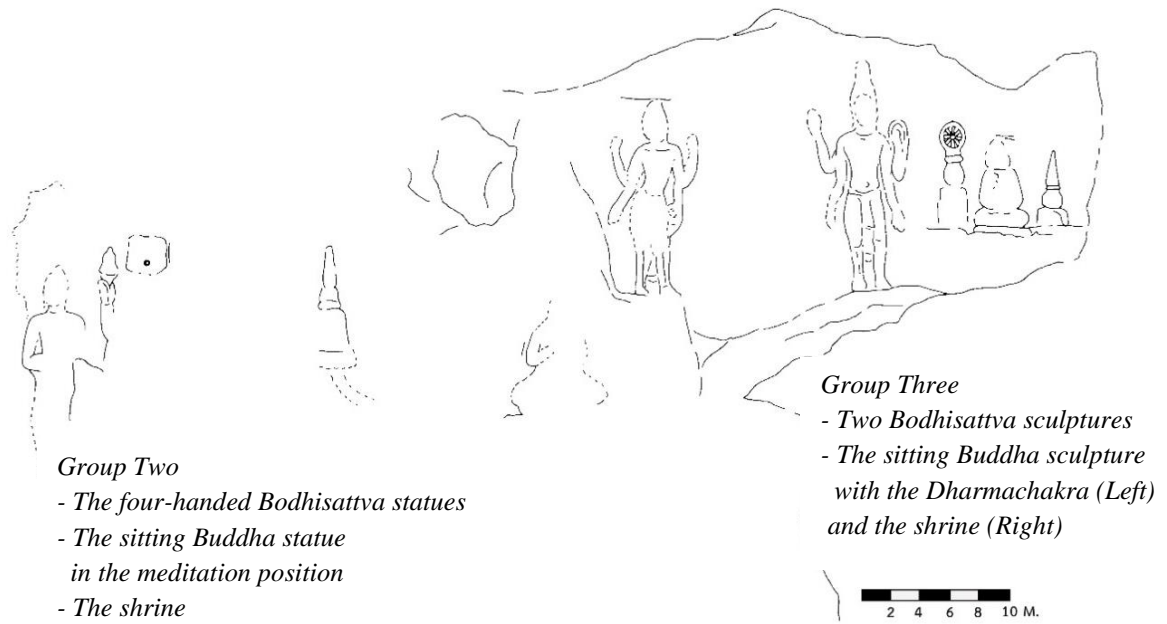 Group Two
- The four-handed Bodhisattva statues
- The sitting Buddha statue
in the meditation position
- The shrine
Group Three
- Two Bodhisattva sculptures
- The sitting Buddha sculpture
with the Dharmachakra (Left)
and the shrine (Right)
2 4 6 8 10 M.